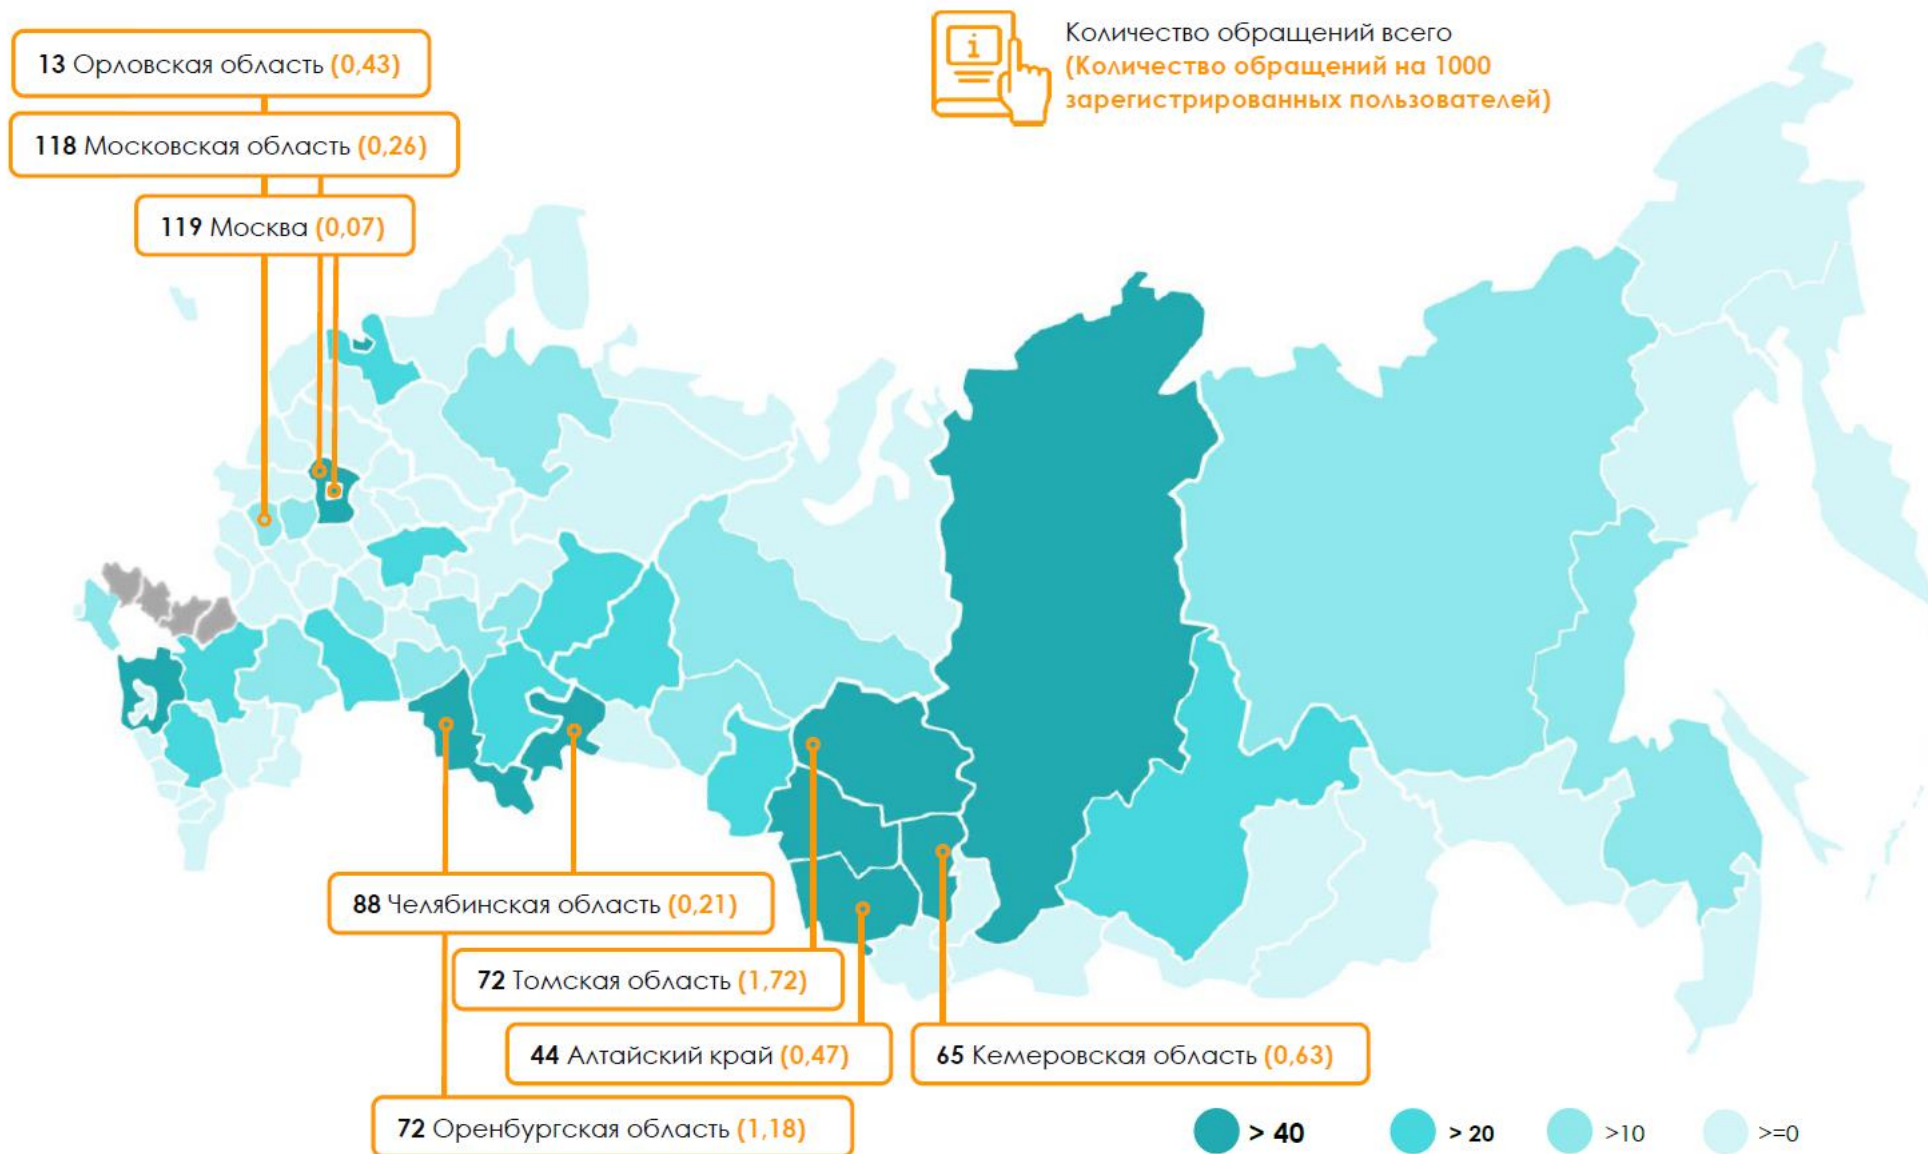 Количество обращений всего
(Количество обращений на 1000
зарегистрированных пользователей)
13 Орловская область (0,43)
118 Московская область (0,26)
119 Москва (0,07)
88 Челябинская область (0,21)
72 Томская область (1,72)
44 Алтайский край (0,47)
65 Кемеровская область (0,63)
72 Оренбургская область (1,18)
> 40
> 20
>10
>=0